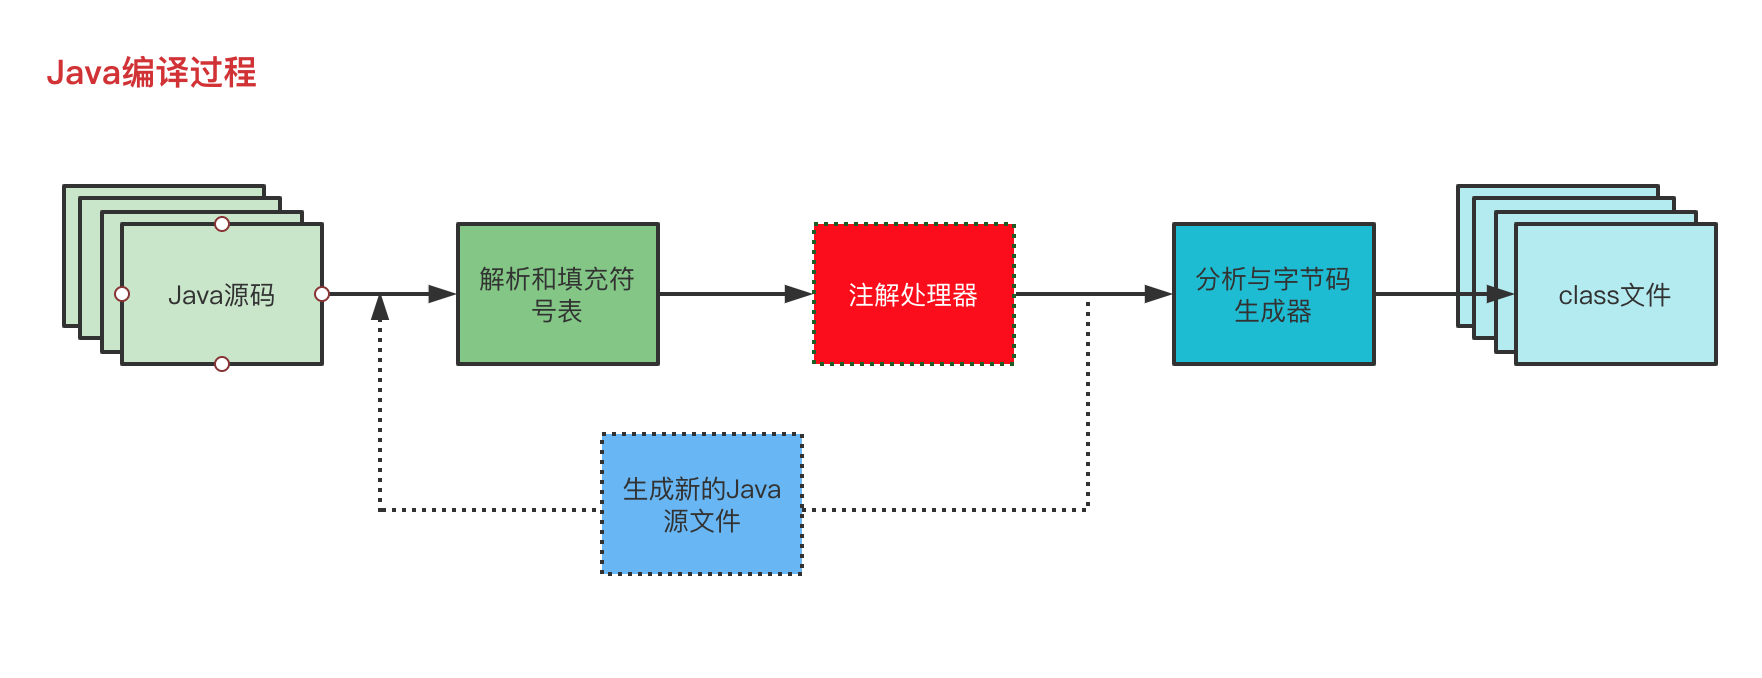 Java编译过程
Java源码
解析和填充符
号表
注解处理器
分析与字节码
生成器
class文件
生成新的Java
源文件